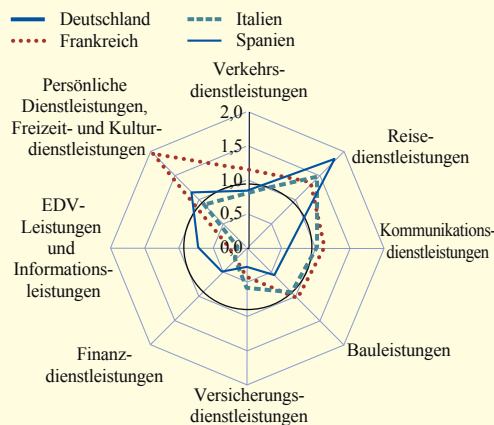 Deutschland
Italien
Frankreich
Spanien
Verkehrs-
dienstleistungen
Persönliche
Dienstleistungen,
Freizeit- und Kultur-
dienstleistungen
2,0
1,5
1,0
0,5
0,0
Reise-
dienstleistungen
EDV-
Leistungen
und
Informations-
leistungen
Kommunikations-
dienstleistungen
Finanz-
dienstleistungen
Bauleistungen
Versicherungs-
dienstleistungen